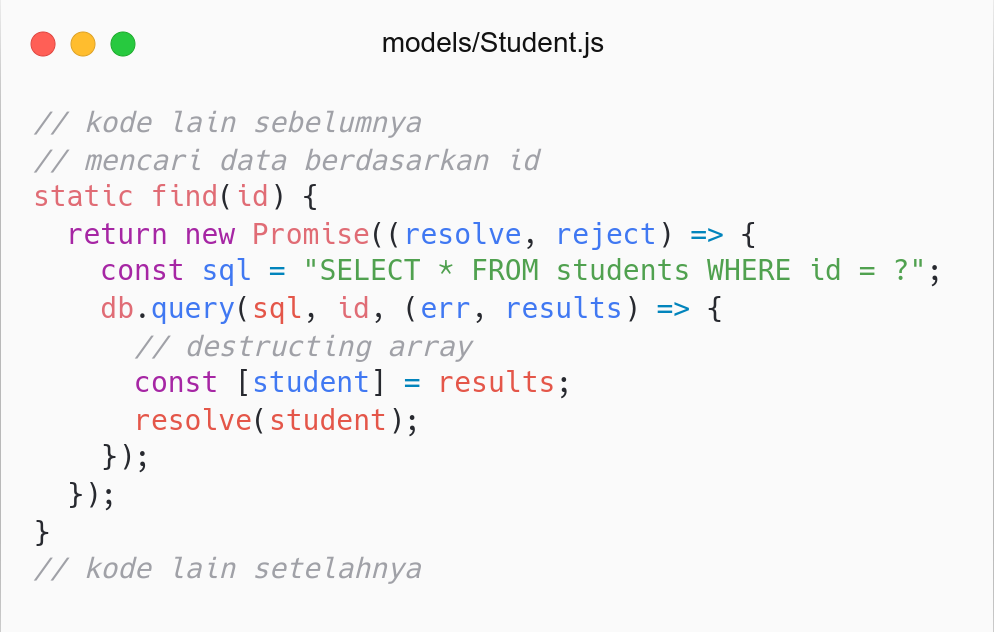 models/Student.js
// kode lain sebelumnya
// mencari data berdasarkan id
static find(id) {
  return new Promise((resolve, reject) => {
    const sql = "SELECT * FROM students WHERE id = ?";
    db.query(sql, id, (err, results) => {
      // destructing array
      const [student] = results;
      resolve(student);
    });
  });
}
// kode lain setelahnya